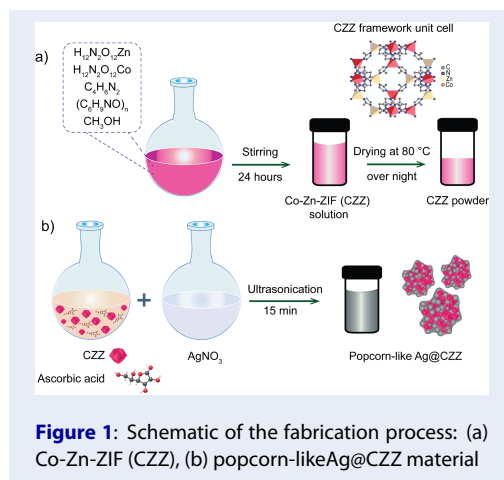 CZZ framework unit cell
a)
H₁₂N₂O₁₂Zn
H₁₂N₂O₁₂Co
C₄H₆N₂
(C₆H₉NO)ₙ
CH₃OH
C
N
Zn
Co
Stirring
24 hours
Drying at 80 °C
over night
Co-Zn-ZIF (CZZ)
solution
CZZ powder
b)
+
Ultrasonication
15 min
CZZ
AgNO₃
Popcorn-like Ag@CZZ
Ascorbic acid
Figure 1: Schematic of the fabrication process: (a)
Co-Zn-ZIF (CZZ), (b) popcorn-likeAg@CZZ material